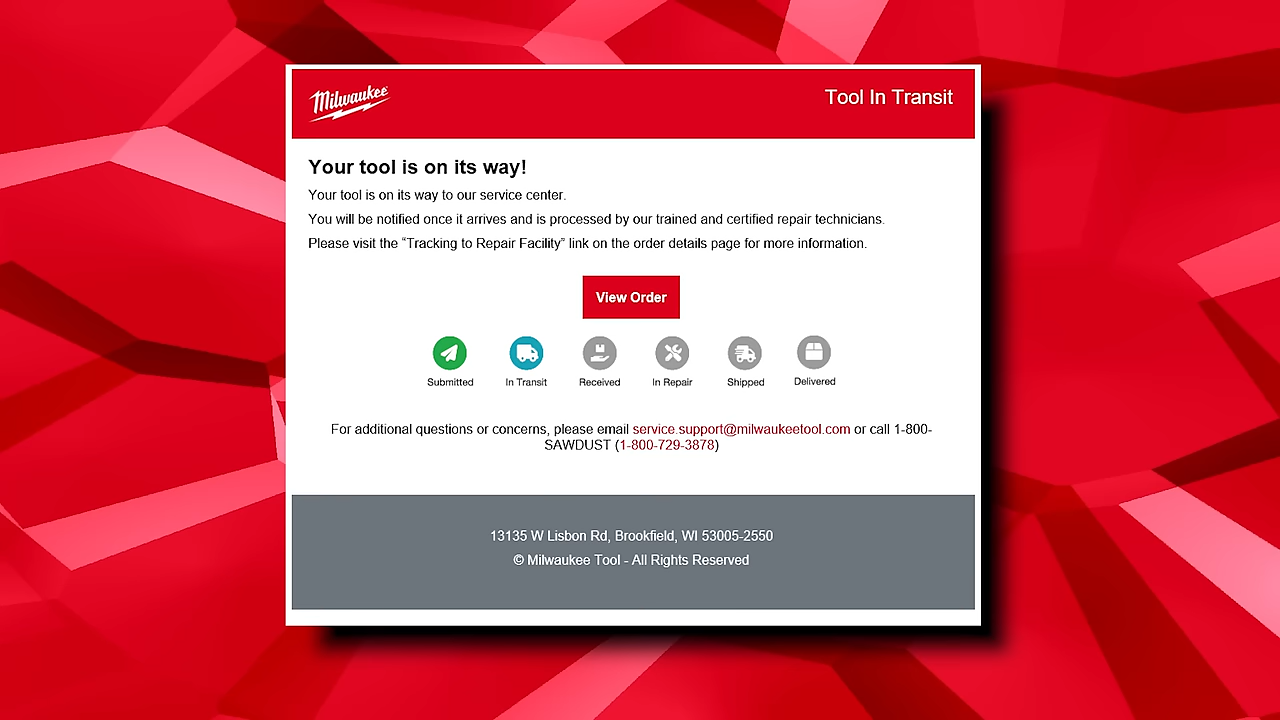 Milwaukee
Tool In Transit
Your tool is on its way!
Your tool is on its way to our service center.
You will be notified once it arrives and is processed by our trained and certified repair technicians.
Please visit the “Tracking to Repair Facility” link on the order details page for more information.
View Order
Submitted In Transit Received In Repair Shipped Delivered
For additional questions or concerns, please email service.support@milwaukeetool.com or call 1-800-
SAWDUST (1-800-729-3878)
13135 W Lisbon Rd, Brookfield, WI 53005-2550
© Milwaukee Tool - All Rights Reserved